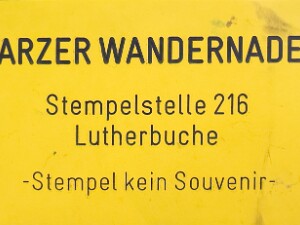 ARZER WANDERNADE
Stempelstelle 216
Lutherbuche
-Stempel kein Souvenir-